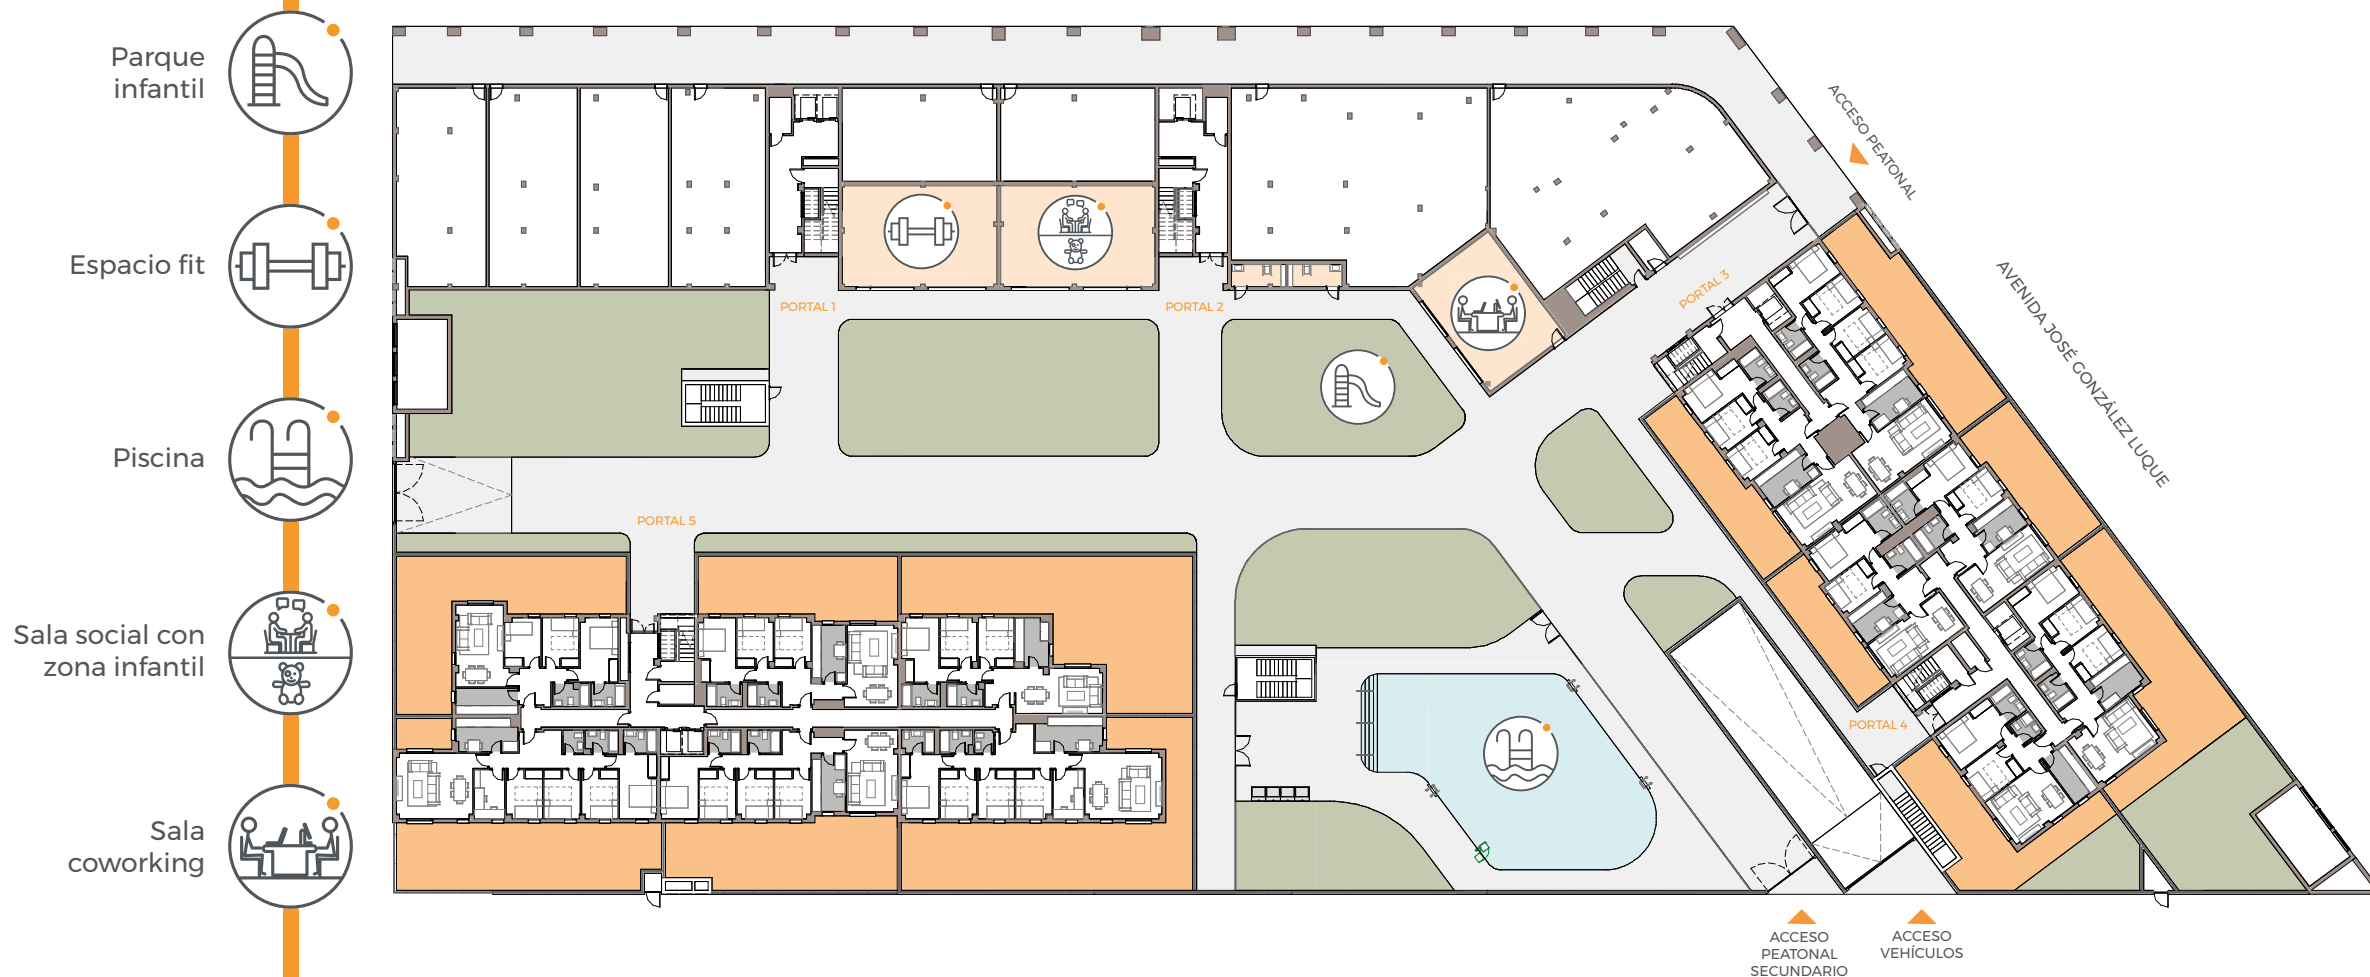 Parque
infantil
Espacio fit
Piscina
Sala social con
zona infantil
Sala
coworking
ACCESO PEATONAL
AVENIDA JOSÉ GONZÁLEZ LUQUE
PORTAL 1
PORTAL 2
PORTAL 3
PORTAL 5
PORTAL 4
ACCESO
PEATONAL
SECUNDARIO
ACCESO
VEHÍCULOS